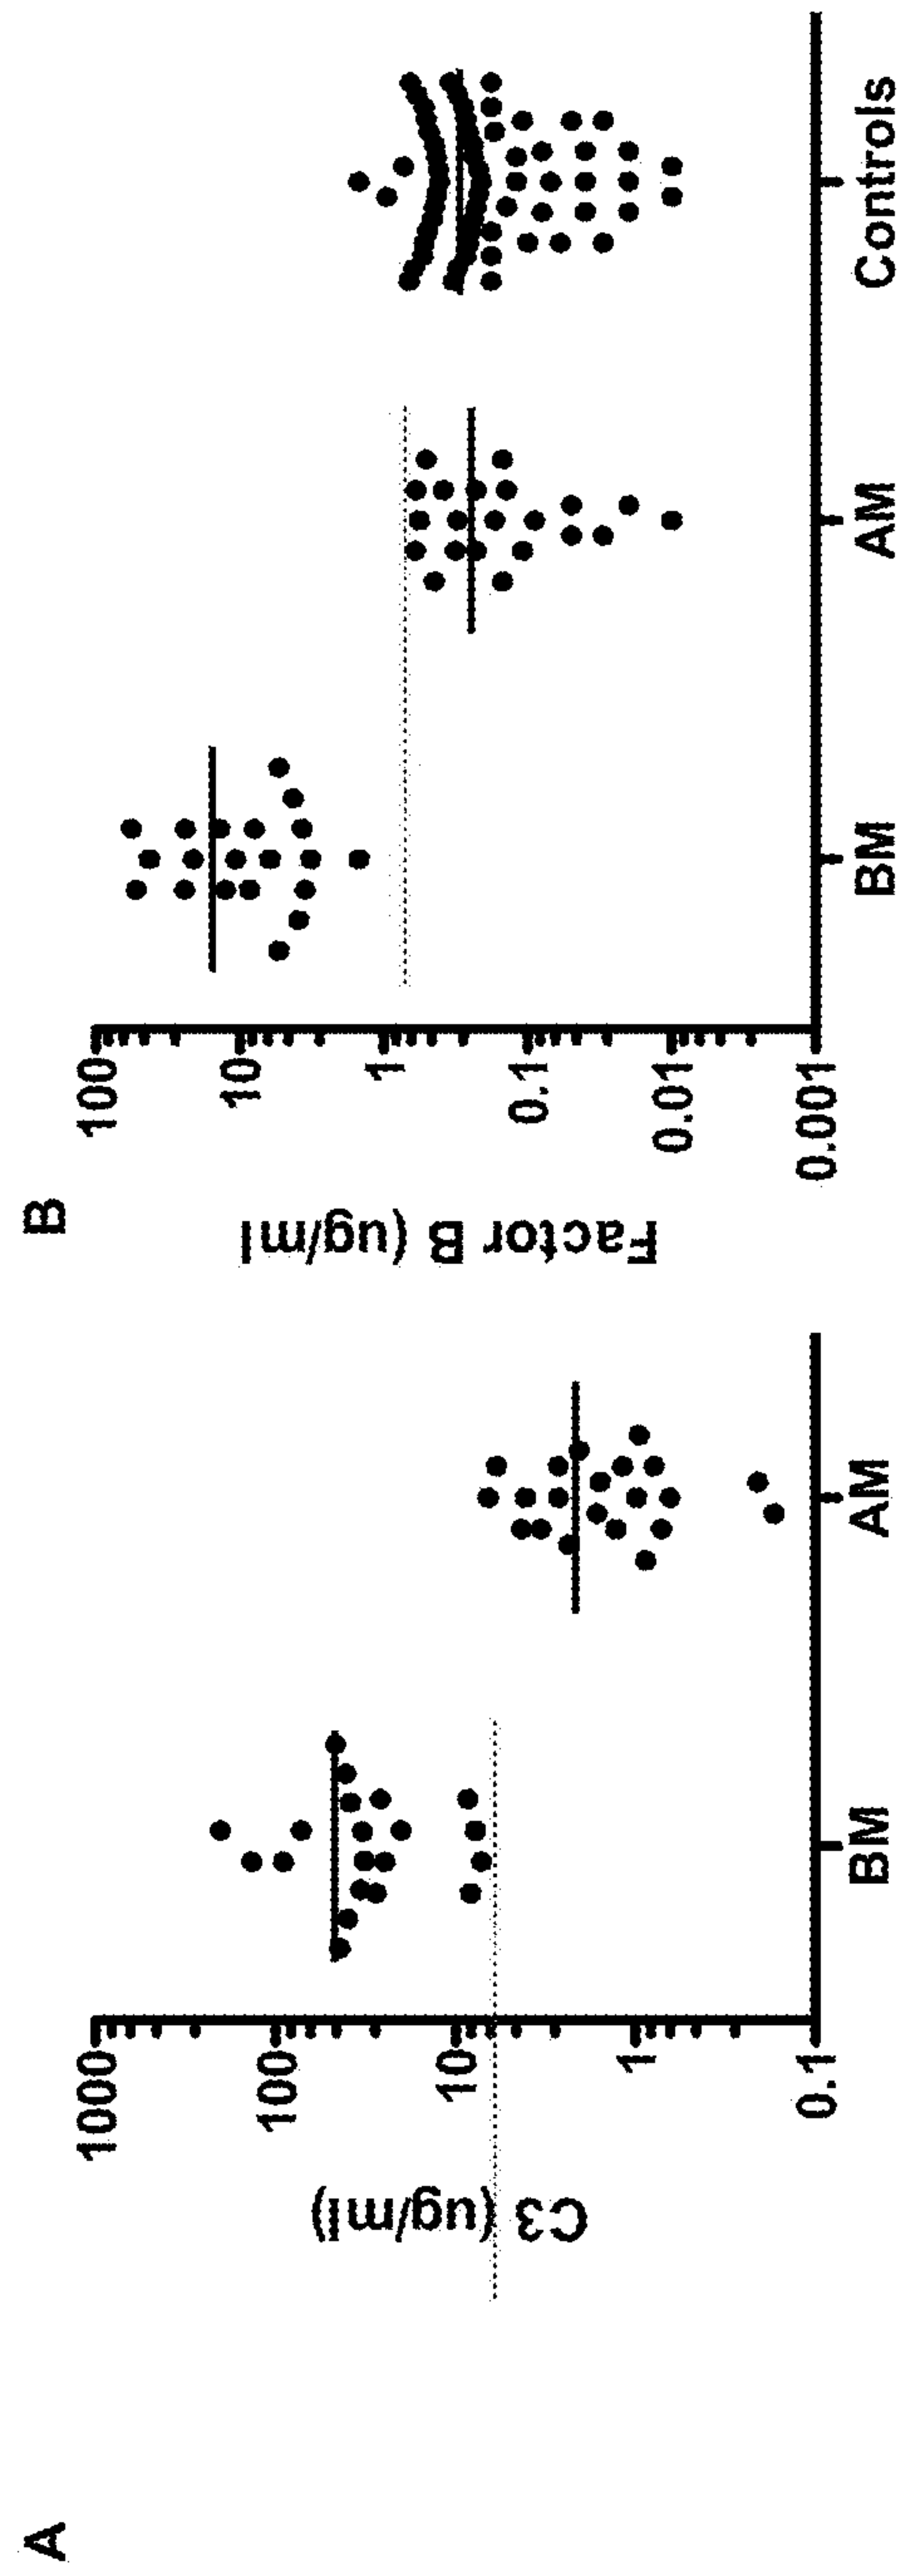 A
C3 (ug/ml)
1000
100
10
1
0.1
BM
AM
B
Factor B (ug/ml
100
10
1
0.1
0.01
0.001
BM
AM
Controls